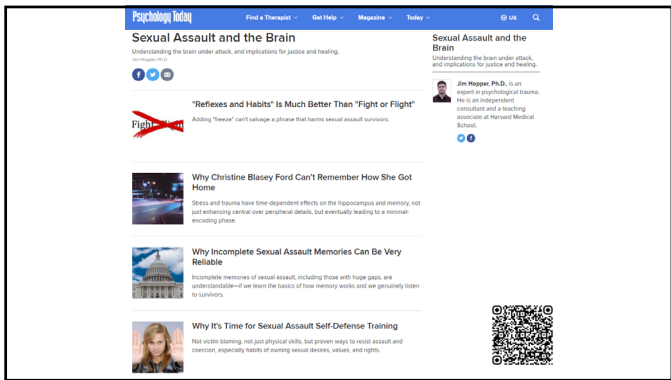 Psychology Today
Find a Therapist
Get Help
Magazine
Today
US
Sexual Assault and the Brain
Understanding the brain under attack, and implications for justice and healing.
Jim Hopper, Ph.D.
"Reflexes and Habits" Is Much Better Than "Fight or Flight"
Adding "freeze" can't salvage a phrase that harms sexual assault survivors.
Why Christine Blasey Ford Can't Remember How She Got
Home
Stress and trauma have time-dependent effects on the hippocampus and memory, not
just enhancing central over peripheral details, but eventually leading to a minimal-
encoding phase.
Why Incomplete Sexual Assault Memories Can Be Very
Reliable
Incomplete memories of sexual assault, including those with huge gaps, are
understandable—if we learn the basics of how memory works and we genuinely listen
to survivors.
Why It's Time for Sexual Assault Self-Defense Training
Not victim blaming, not just physical skills, but proven ways to resist assault and
coercion, especially habits of owning sexual desires, values, and rights.
Sexual Assault and the
Brain
Understanding the brain under attack,
and implications for justice and healing.
Jim Hopper, Ph.D., is an
expert in psychological trauma.
He is an independent
consultant and a teaching
associate at Harvard Medical
School.